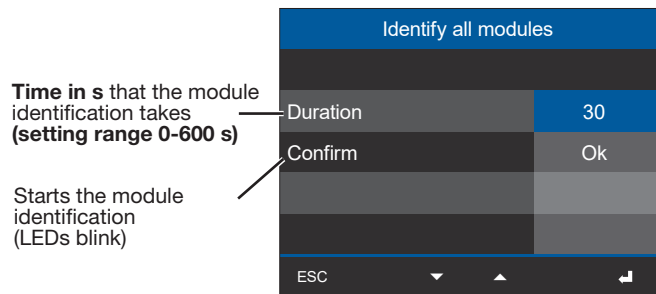 Identify all modules
Time in s that the module
identification takes
(setting range 0-600 s)
Duration 30
Confirm Ok
Starts the module
identification
(LEDs blink)
ESC